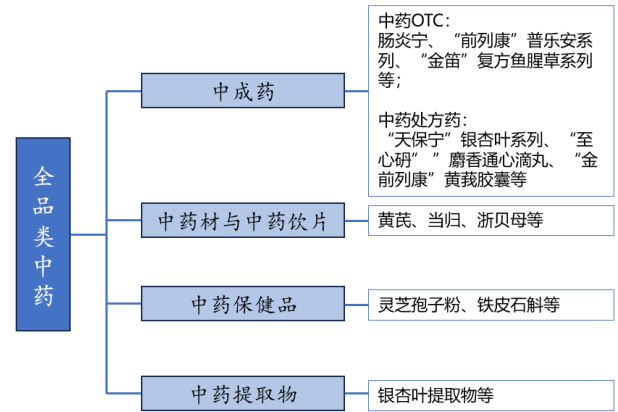 全品类中药
中成药
中药OTC：
肠炎宁、“前列康”普乐安系
列、“金笛”复方鱼腥草系列
等；
中药处方药：
“天保宁”银杏叶系列、“至
心砃””麝香通心滴丸、“金
前列康”黄莪胶囊等
中药材与中药饮片
黄芪、当归、浙贝母等
中药保健品
灵芝孢子粉、铁皮石斛等
中药提取物
银杏叶提取物等